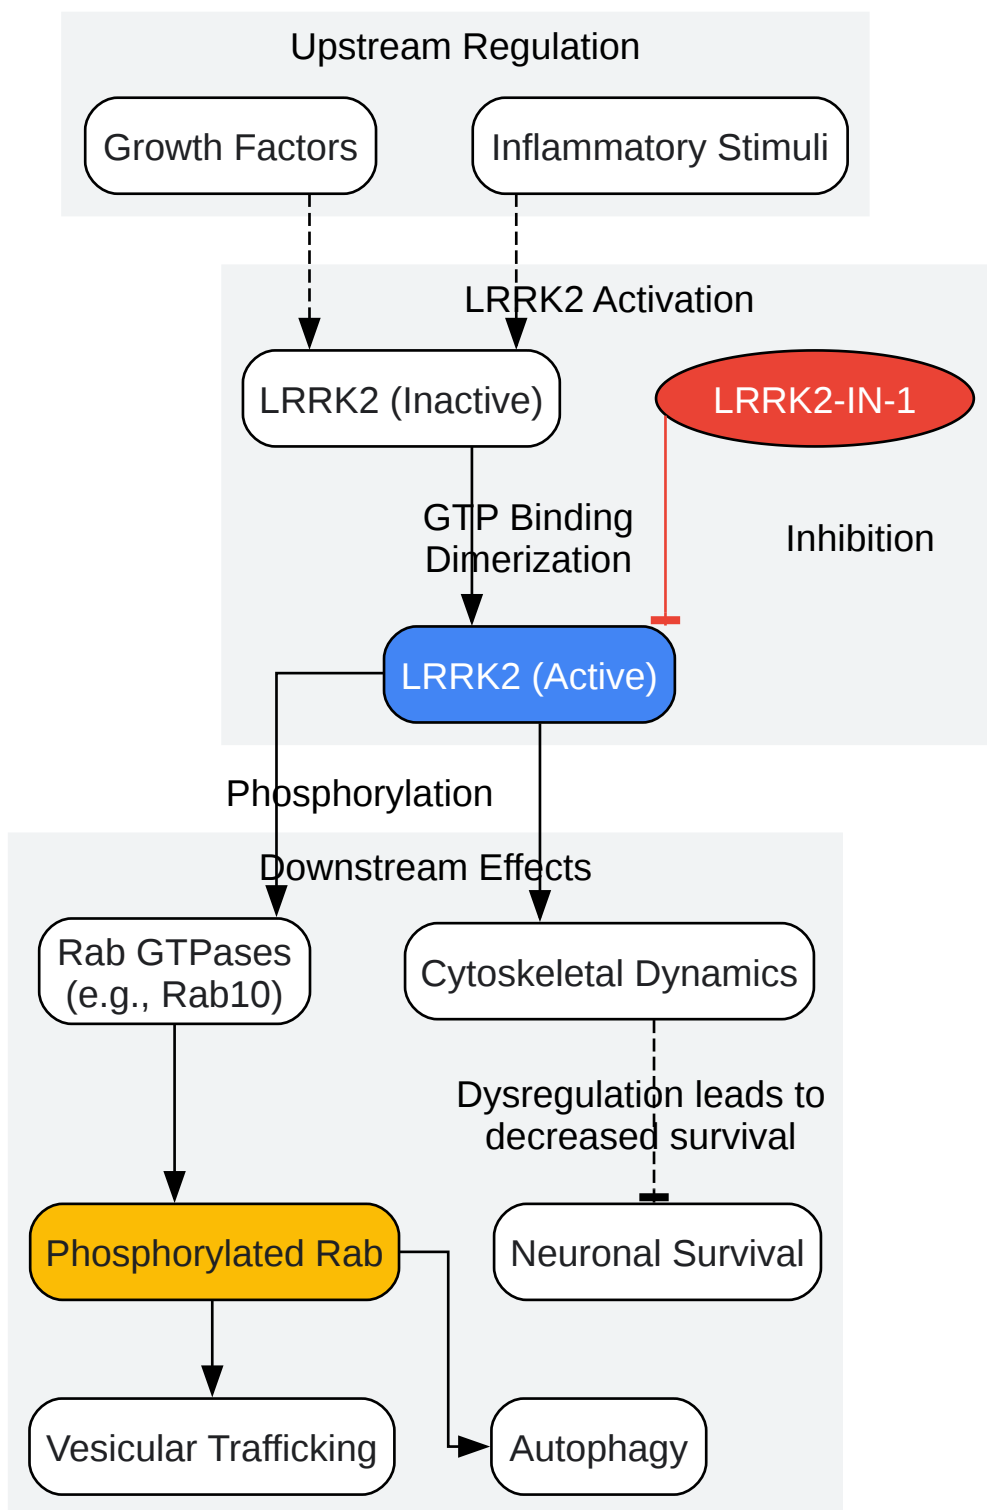 Upstream Regulation
Growth Factors
Inflammatory Stimuli
LRRK2 Activation
LRRK2 (Inactive)
LRRK2-IN-1
GTP Binding
Dimerization
Inhibition
LRRK2 (Active)
Phosphorylation
Downstream Effects
Rab GTPases
(e.g., Rab10)
Cytoskeletal Dynamics
Dysregulation leads to
decreased survival
Phosphorylated Rab
Neuronal Survival
Vesicular Trafficking
Autophagy